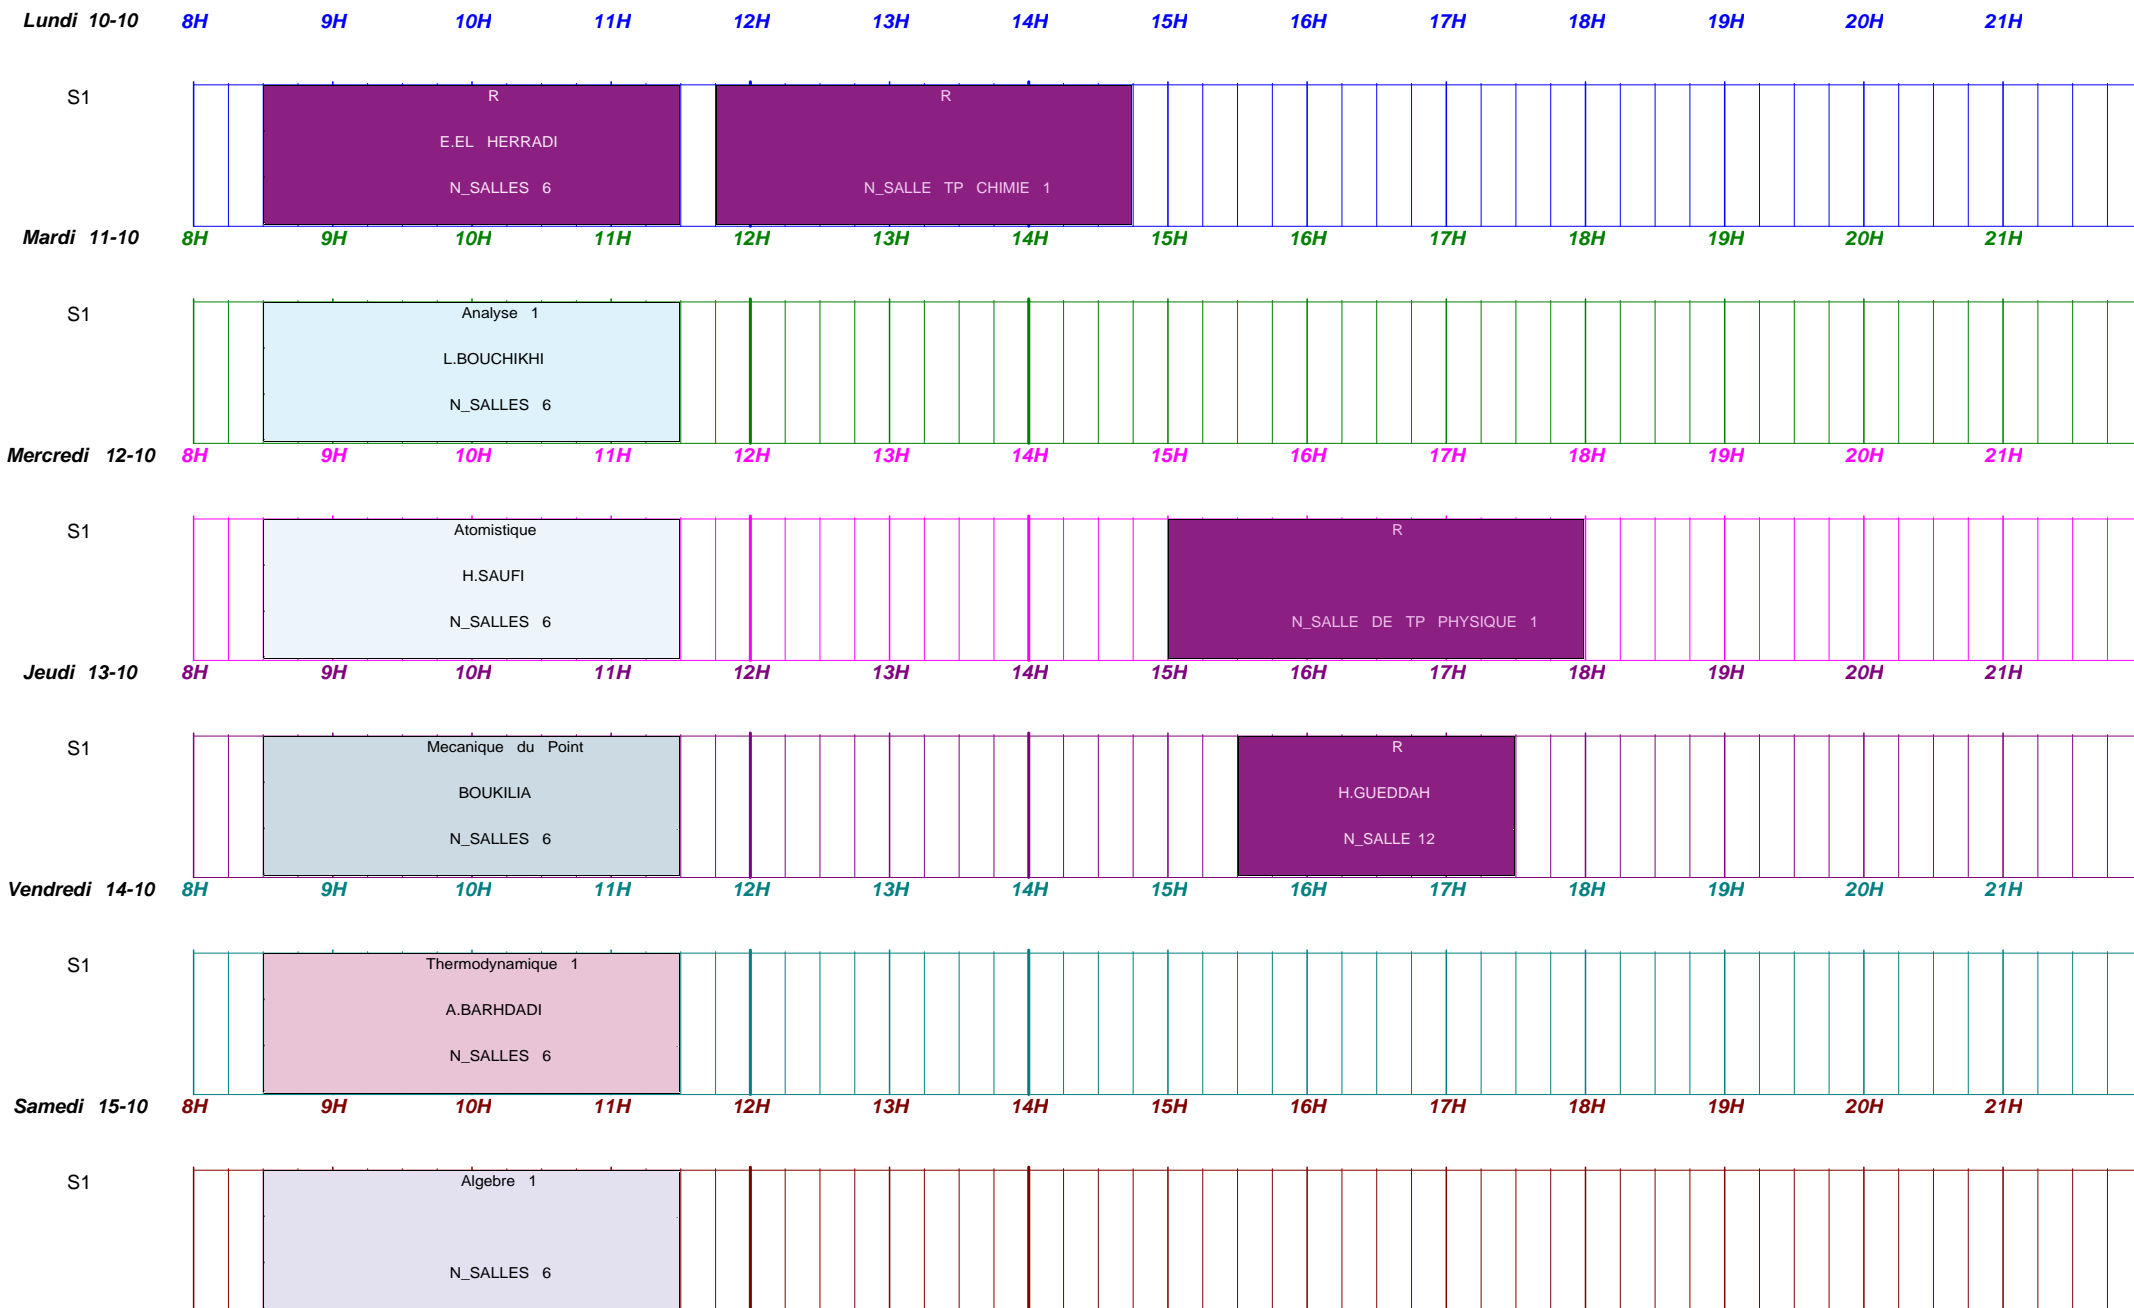 Lundi 10-10 8H 9H 10H 11H 12H 13H 14H 15H 16H 17H 18H 19H 20H 21H
S1 R R
E.EL HERRADI
N_SALLES 6 N_SALLE TP CHIMIE 1
Mardi 11-10 8H 9H 10H 11H 12H 13H 14H 15H 16H 17H 18H 19H 20H 21H
S1 Analyse 1
L.BOUCHIKHI
N_SALLES 6
Mercredi 12-10 8H 9H 10H 11H 12H 13H 14H 15H 16H 17H 18H 19H 20H 21H
S1 Atomistique R
H.SAUFI
N_SALLES 6 N_SALLE DE TP PHYSIQUE 1
Jeudi 13-10 8H 9H 10H 11H 12H 13H 14H 15H 16H 17H 18H 19H 20H 21H
S1 Mecanique du Point R
BOUKILIA H.GUEDDAH
N_SALLES 6 N_SALLE 12
Vendredi 14-10 8H 9H 10H 11H 12H 13H 14H 15H 16H 17H 18H 19H 20H 21H
S1 Thermodynamique 1
A.BARHDADI
N_SALLES 6
Samedi 15-10 8H 9H 10H 11H 12H 13H 14H 15H 16H 17H 18H 19H 20H 21H
S1 Algebre 1
N_SALLES 6